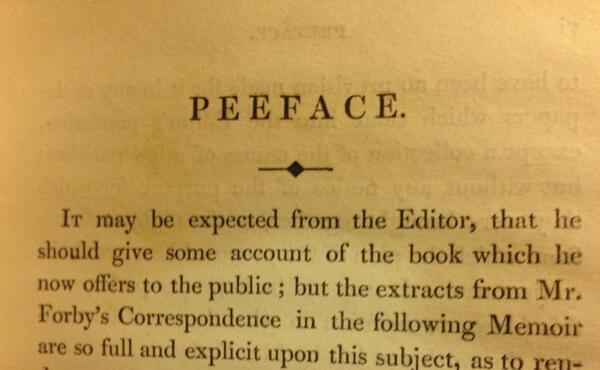 PEEFACE.
IT may be expected from the Editor, that he
should give some account of the book which he
now offers to the public; but the extracts from Mr.
Forby's Correspondence in the following Memoir
are so full and explicit upon this subject, as to ren-